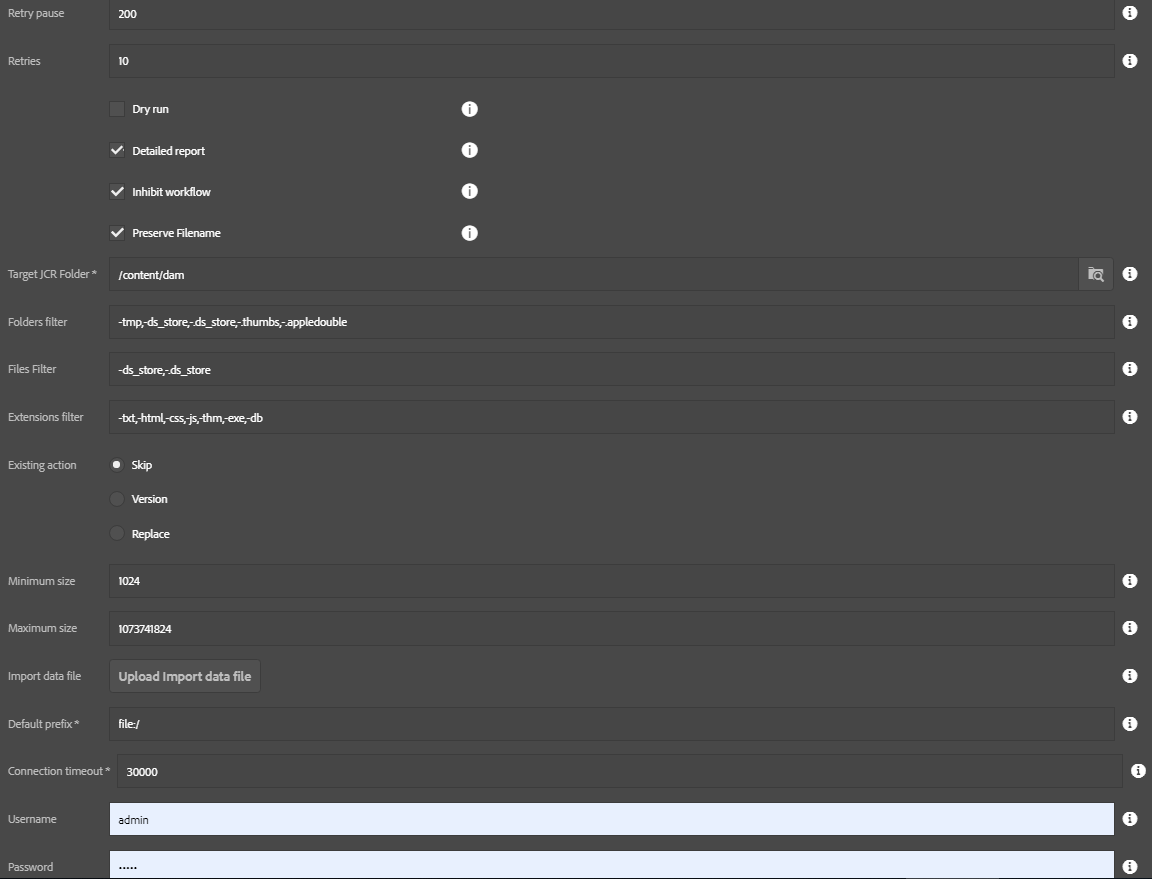 Retry pause 200
Retries 10
Dry run
Detailed report
Inhibit workflow
Preserve Filename
Target JCR Folder * /content/dam
Folders filter -tmp,-ds_store,-.ds_store,-.thumbs,-.appledouble
Files Filter -ds_store,-.ds_store
Extensions filter -txt,-html,-css,-js,-thm,-exe,-db
Existing action Skip
Version
Replace
Minimum size 1024
Maximum size 1073741824
Import data file Upload Import data file
Default prefix * file:/
Connection timeout * 30000
Username admin
Password •••••